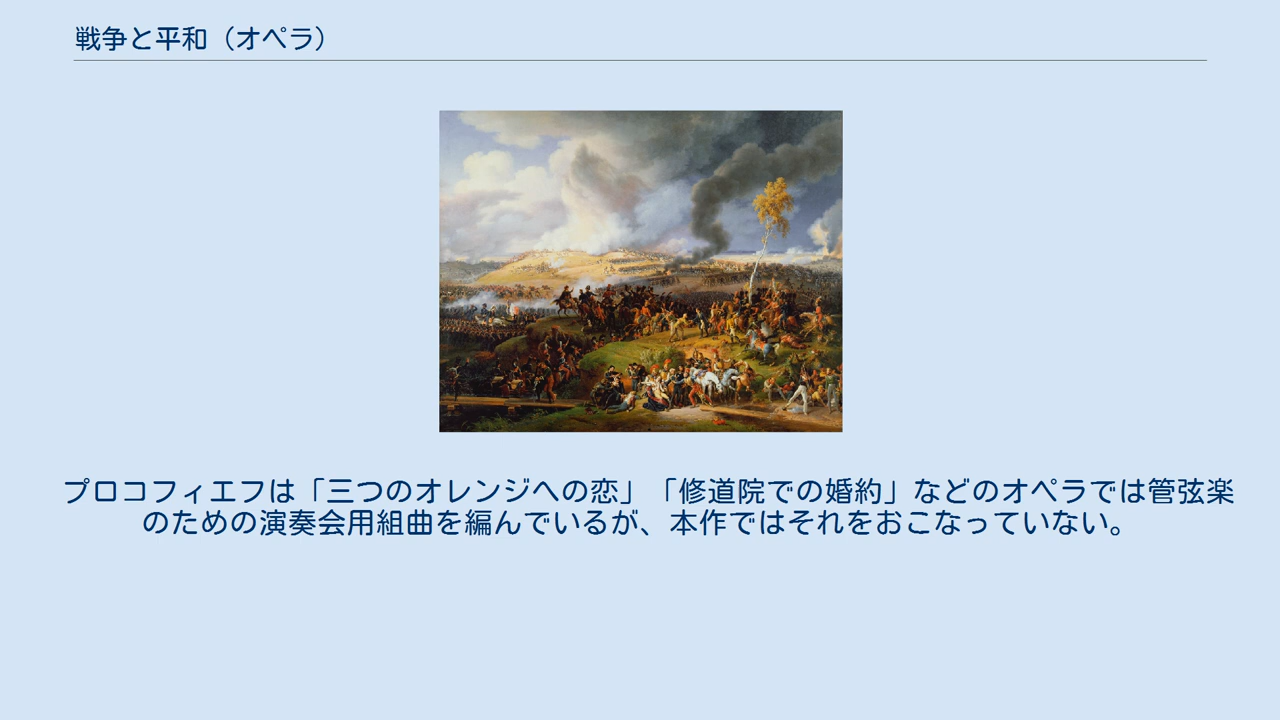 戦争と平和（オペラ）
プロコフィエフは「三つのオレンジへの恋」「修道院での婚約」などのオペラでは管弦楽
のための演奏会用組曲を編んでいるが、本作ではそれをおこなっていない。